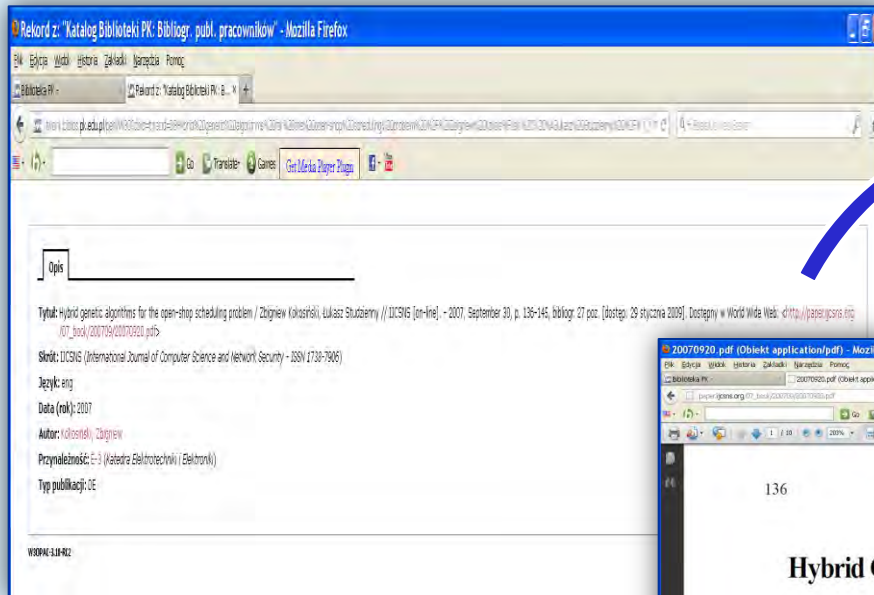 Rekord z: "Katalog Biblioteki PK: Bibliogr. publ. pracowników" - Mozilla Firefox
Plik Edycja Widok Historia Zakładki Narzędzia Pomoc
Biblioteka PK - Rekord z: "Katalog Biblioteki PK: B... × +
Go Translate Games Get Media Player Plugin
Opis
Tytuł: Hybrid genetic algorithms for the open-shop scheduling problem / Zbigniew Kokosiński, Łukasz Studzienny // IJCSNS [on-line]. - 2007, September 30, p. 136-145, bibliogr. 27 poz. [dostęp: 29 stycznia 2009]. Dostępny w World Wide Web: <http://paper.ijcsns.org
/07_book/200709/20070920.pdf>
Skrót: IJCSNS (International Journal of Computer Science and Network Security - ISSN 1738-7906)
Język: eng
Data (rok): 2007
Autor: Kokosiński, Zbigniew
Przynależność: E-3 (Katedra Elektrotechniki i Elektroniki)
Typ publikacji: DE
W3OPAC-3.10-R12
20070920.pdf (Obiekt application/pdf) - Mozil
Plik Edycja Widok Historia Zakładki Narzędzia Pomoc
Biblioteka PK - 20070920.pdf (Obiekt applic
paper.ijcsns.org/07_book/200709/20070920.pdf
Go
1 / 10 200%
136
Hybrid